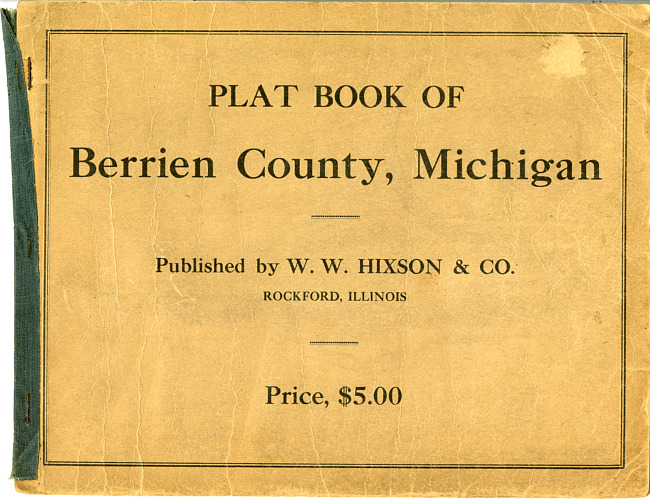 PLAT BOOK OF
Berrien County, Michigan
Published by W. W. HIXSON & CO.
ROCKFORD, ILLINOIS
Price, $5.00